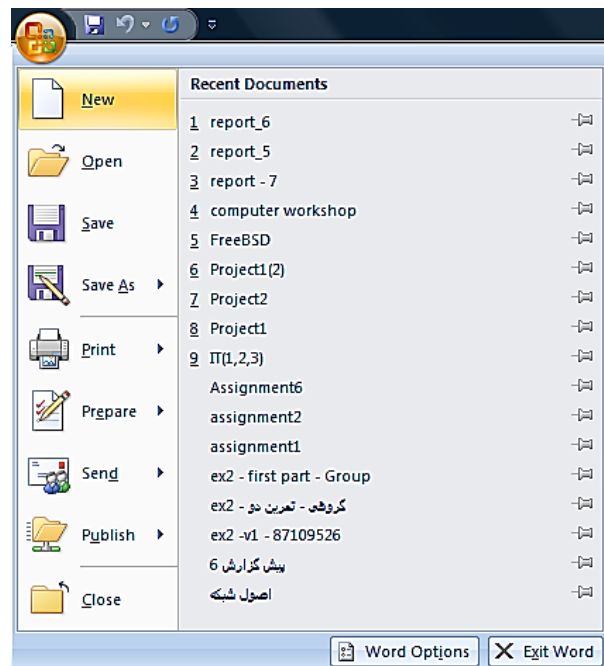 New
Open
Save
Save As
Print
Prepare
Send
Publish
Close
Recent Documents
1 report_6
2 report_5
3 report - 7
4 computer workshop
5 FreeBSD
6 Project1(2)
7 Project2
8 Project1
9 IT(1,2,3)
Assignment6
assignment2
assignment1
ex2 - first part - Group
ex2 - گروهی - تمرین دو
ex2 -v1 - 87109526
پیش گزارش 6
اصول شبکه
Word Options
Exit Word